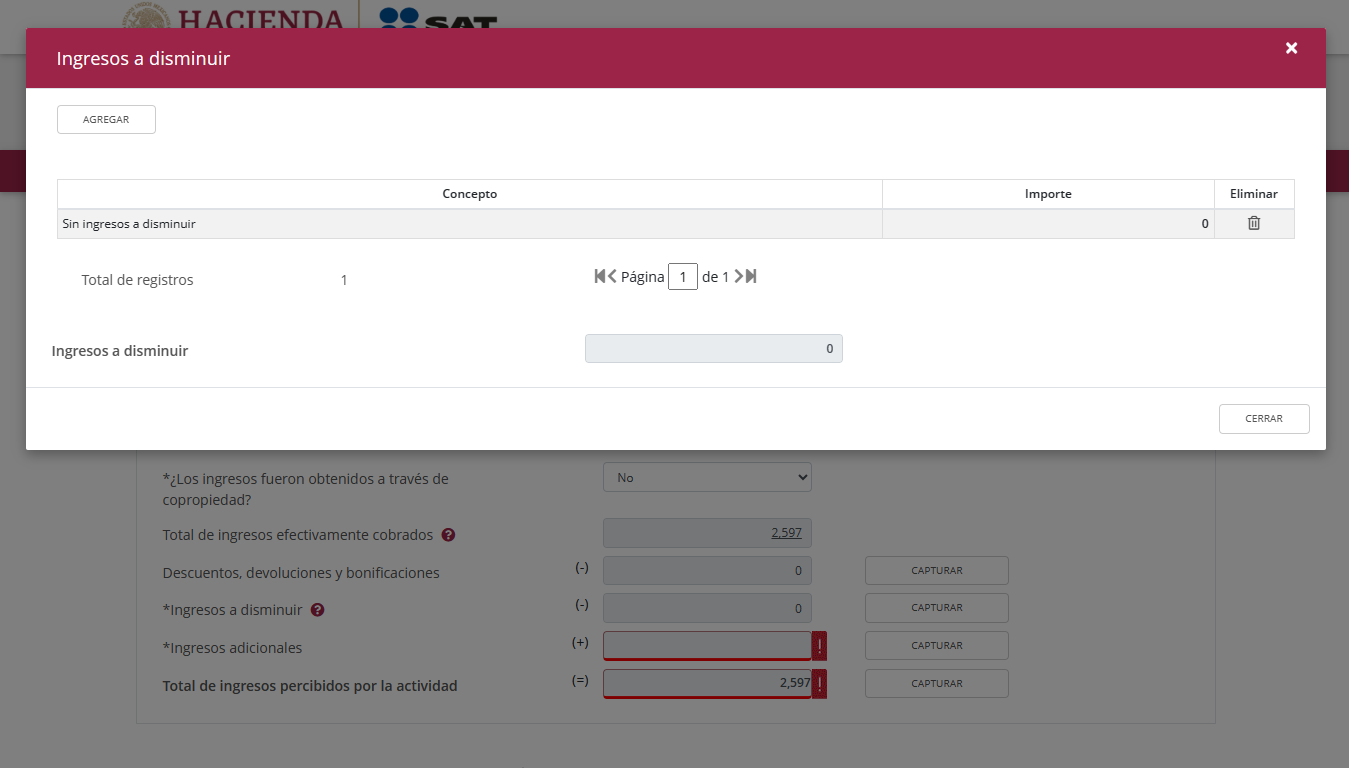 HACIENDA
SAT
Ingresos a disminuir
×
AGREGAR
Concepto Importe Eliminar
Sin ingresos a disminuir 0
Total de registros 1 Página 1 de 1
Ingresos a disminuir 0
CERRAR
*¿Los ingresos fueron obtenidos a través de
copropiedad?
No
Total de ingresos efectivamente cobrados ? 2,597
Descuentos, devoluciones y bonificaciones (-) 0 CAPTURAR
*Ingresos a disminuir ? (-) 0 CAPTURAR
*Ingresos adicionales (+) ! CAPTURAR
Total de ingresos percibidos por la actividad (=) 2,597 ! CAPTURAR